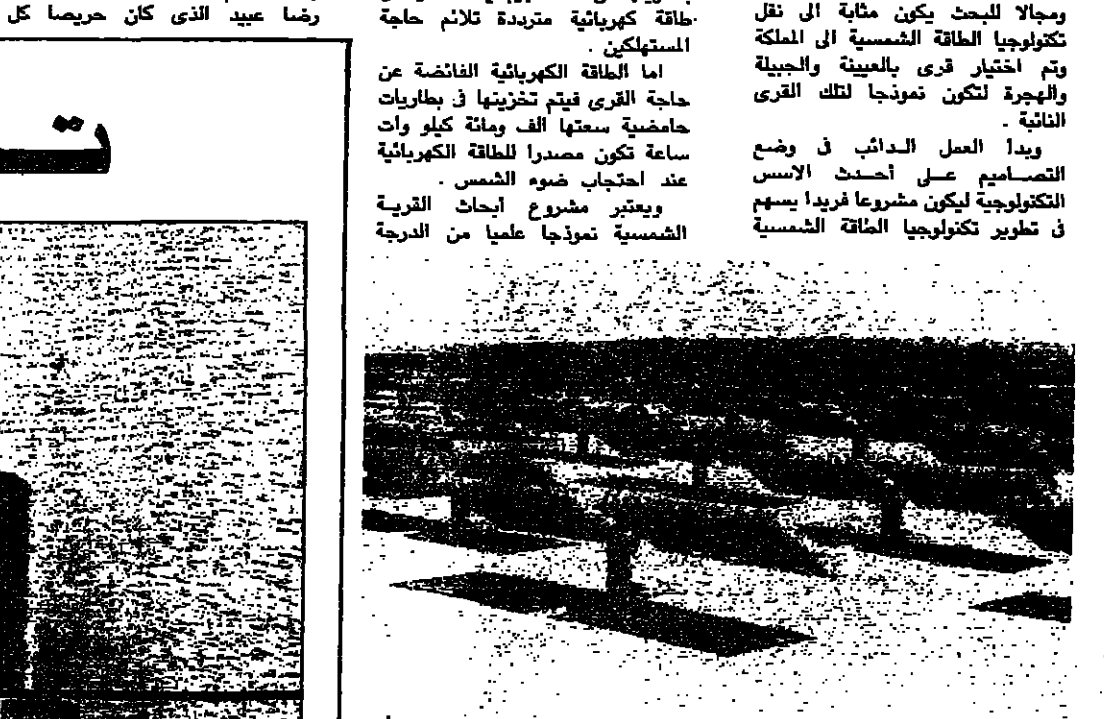 ومجالا للبحث يكون مثابة الى نقل
تكنولوجيا الطاقة الشمسية الى المملكة
وتم اختيار قرى بالعيينة والجبيلة
والهجرة لتكون نموذجا لتلك القرى
النائية .
وبدأ العمل الدائب فى وضع
التصاميم على أحدث الاسس
التكنولوجية ليكون مشروعا فريدا يسهم
فى تطوير تكنولوجيا الطاقة الشمسية
طاقة كهربائية مترددة تلائم حاجة
المستهلكين .
اما الطاقة الكهربائية الفائضة عن
حاجة القرى فيتم تخزينها فى بطاريات
حامضية سعتها الف ومائة كيلو وات
ساعة تكون مصدرا للطاقة الكهربائية
عند احتجاب ضوء الشمس .
ويعتبر مشروع ابحاث القرية
الشمسية نموذجا علميا من الدرجة
رضا عبيد الذى كان حريصا كل